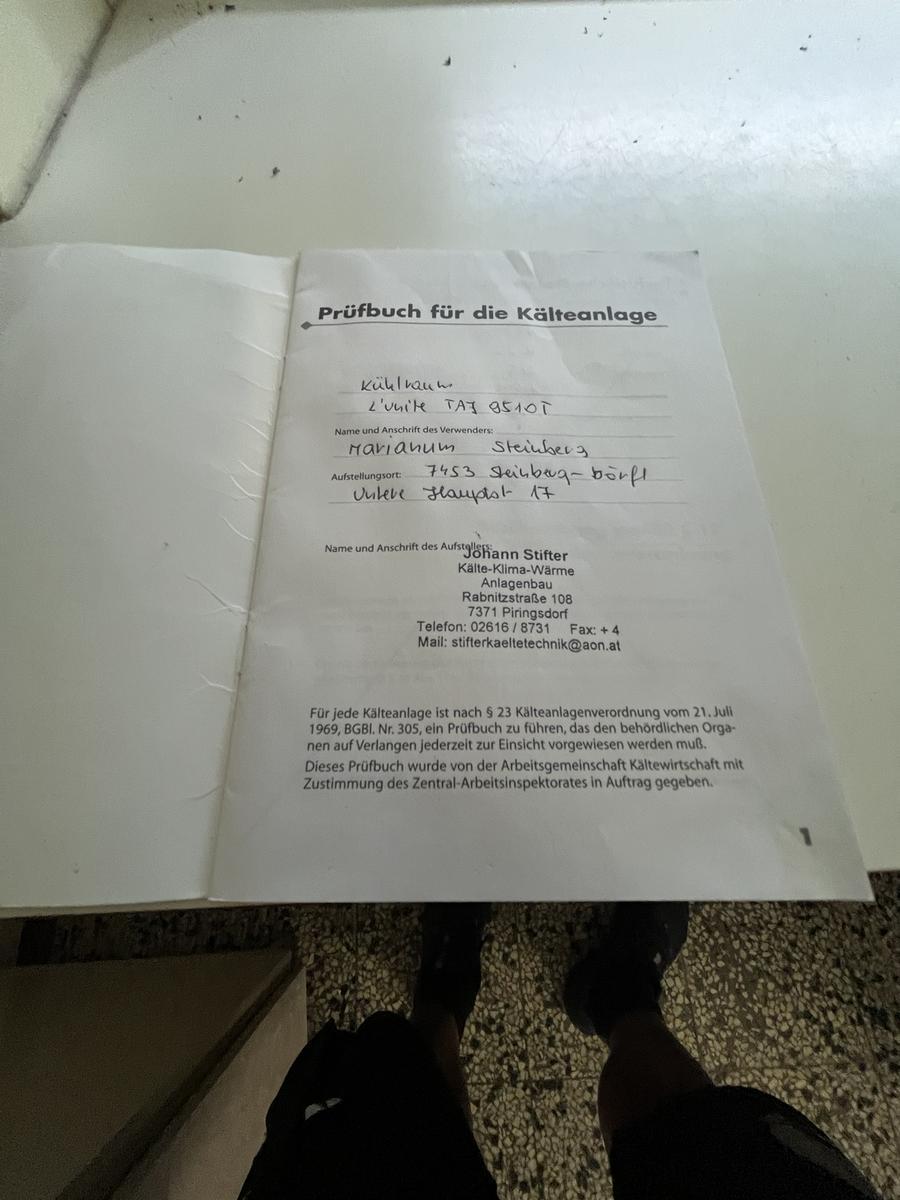 Prüfbuch für die Kälteanlage
Kühlraum
L'unite TAJ 9510T
Name und Anschrift des Verwenders:
Marianum Steinberg
Aufstellungsort: 7453 Steinberg-Dörfl
Untere Hauptst 17
Name und Anschrift des Aufstellers:
Johann Stifter
Kälte-Klima-Wärme
Anlagenbau
Rabnitzstraße 108
7371 Piringsdorf
Telefon: 02616 / 8731 Fax: + 4
Mail: stifterkaeltetechnik@aon.at
Für jede Kälteanlage ist nach § 23 Kälteanlagenverordnung vom 21. Juli
1969, BGBl. Nr. 305, ein Prüfbuch zu führen, das den behördlichen Orga-
nen auf Verlangen jederzeit zur Einsicht vorgewiesen werden muß.
Dieses Prüfbuch wurde von der Arbeitsgemeinschaft Kältewirtschaft mit
Zustimmung des Zentral-Arbeitsinspektorates in Auftrag gegeben.
1